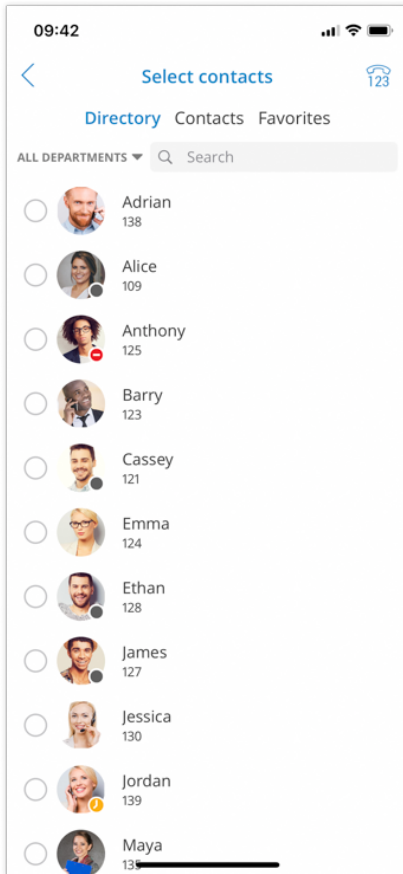 09:42
Select contacts
123
Directory Contacts Favorites
ALL DEPARTMENTS Search
Adrian
138
Alice
109
Anthony
125
Barry
123
Cassey
121
Emma
124
Ethan
128
James
127
Jessica
130
Jordan
139
Maya
135